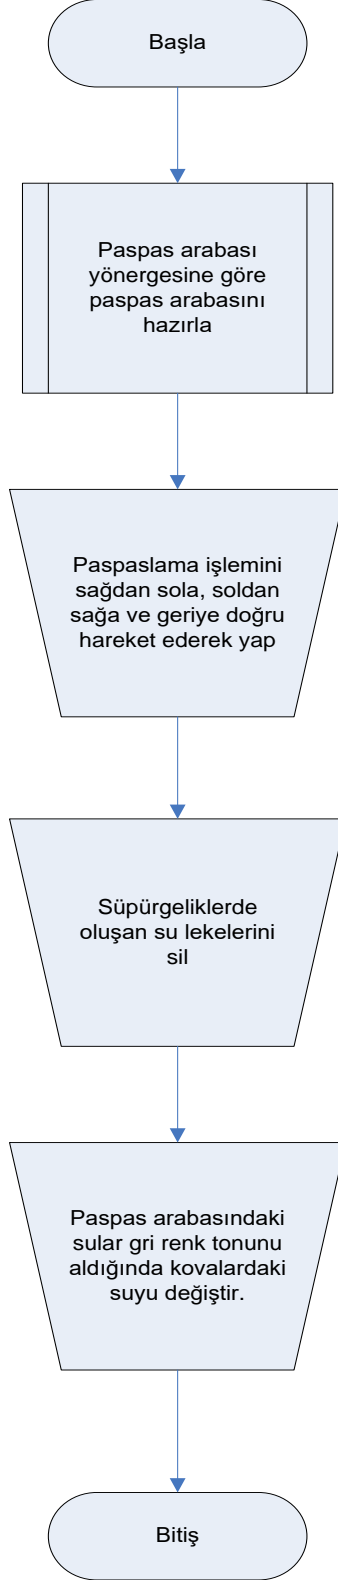 Başla
Paspas arabası
yönergesine göre
paspas arabasını
hazırla
Paspaslama işlemini
sağdan sola, soldan
sağa ve geriye doğru
hareket ederek yap
Süpürgeliklerde
oluşan su lekelerini
sil
Paspas arabasındaki
sular gri renk tonunu
aldığında kovalardaki
suyu değiştir.
Bitiş